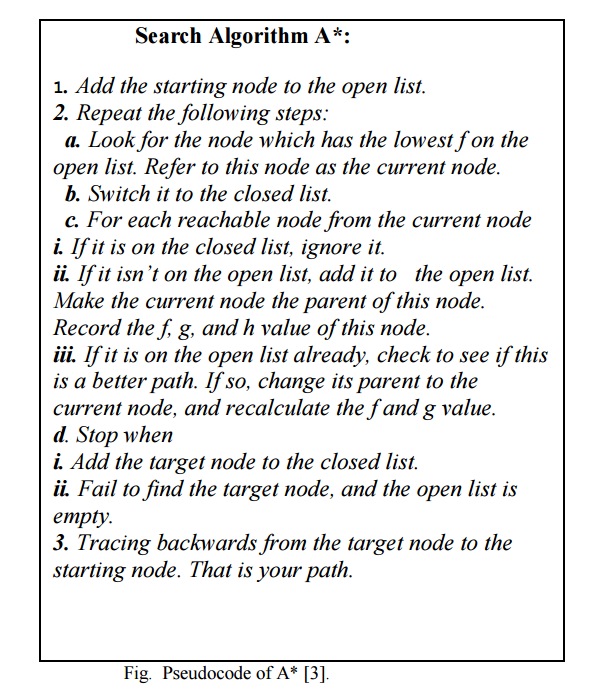 Search Algorithm A*:
1. Add the starting node to the open list.
2. Repeat the following steps:
a. Look for the node which has the lowest f on the
open list. Refer to this node as the current node.
b. Switch it to the closed list.
c. For each reachable node from the current node
i. If it is on the closed list, ignore it.
ii. If it isn't on the open list, add it to the open list.
Make the current node the parent of this node.
Record the f, g, and h value of this node.
iii. If it is on the open list already, check to see if this
is a better path. If so, change its parent to the
current node, and recalculate the f and g value.
d. Stop when
i. Add the target node to the closed list.
ii. Fail to find the target node, and the open list is
empty.
3. Tracing backwards from the target node to the
starting node. That is your path.
Fig. Pseudocode of A* [3].